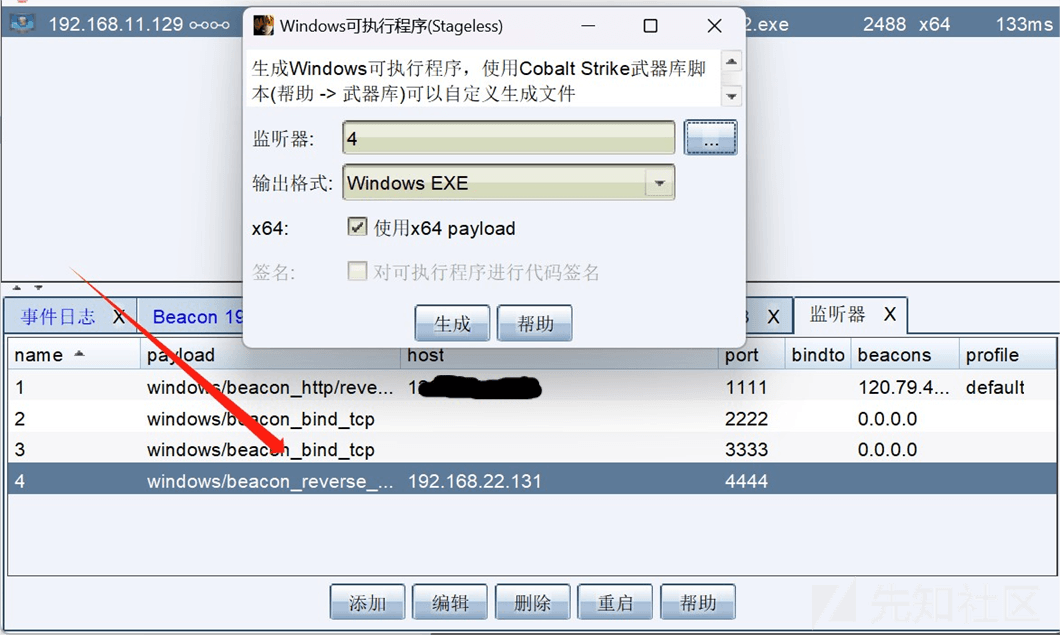 192.168.11.129
Windows可执行程序(Stageless)
2.exe 2488 x64 133ms
生成Windows可执行程序，使用Cobalt Strike武器库脚
本(帮助 -> 武器库)可以自定义生成文件
监听器: 4 ...
输出格式: Windows EXE
x64: 使用x64 payload
签名: 对可执行程序进行代码签名
生成 帮助
事件日志 X Beacon 19 X 监听器 X
name payload host port bindto beacons profile
1 windows/beacon_http/reve... 1111 120.79.4... default
2 windows/beacon_bind_tcp 2222 0.0.0.0
3 windows/beacon_bind_tcp 3333 0.0.0.0
4 windows/beacon_reverse_... 192.168.22.131 4444
添加 编辑 删除 重启 帮助
先知社区